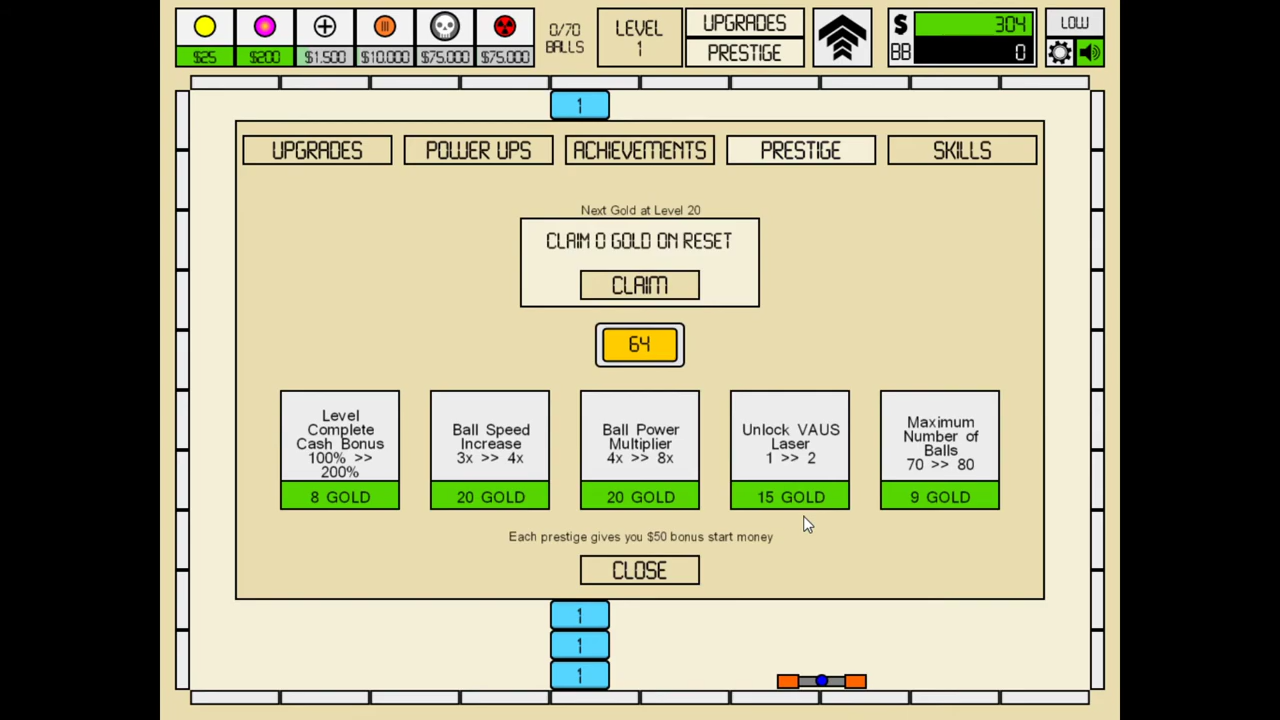 $25 $200 $1.500 $10.000 $75.000 $75.000
0/70
BALLS
LEVEL
1
UPGRADES
PRESTIGE
$ 304
BB 0
LOW
1
UPGRADES POWER UPS ACHIEVEMENTS PRESTIGE SKILLS
Next Gold at Level 20
CLAIM 0 GOLD ON RESET
CLAIM
64
Level
Complete
Cash Bonus
100% >>
200%
8 GOLD
Ball Speed
Increase
3x >> 4x
20 GOLD
Ball Power
Multiplier
4x >> 8x
20 GOLD
Unlock VAUS
Laser
1 >> 2
15 GOLD
Maximum
Number of
Balls
70 >> 80
9 GOLD
Each prestige gives you $50 bonus start money
CLOSE
1
1
1